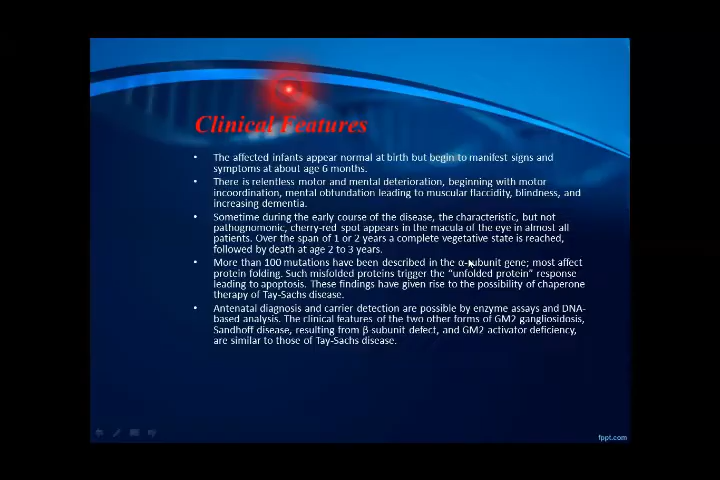 Clinical Features
• The affected infants appear normal at birth but begin to manifest signs and
symptoms at about age 6 months.
• There is relentless motor and mental deterioration, beginning with motor
incoordination, mental obtundation leading to muscular flaccidity, blindness, and
increasing dementia.
• Sometime during the early course of the disease, the characteristic, but not
pathognomonic, cherry-red spot appears in the macula of the eye in almost all
patients. Over the span of 1 or 2 years a complete vegetative state is reached,
followed by death at age 2 to 3 years.
• More than 100 mutations have been described in the α-subunit gene; most affect
protein folding. Such misfolded proteins trigger the “unfolded protein” response
leading to apoptosis. These findings have given rise to the possibility of chaperone
therapy of Tay-Sachs disease.
• Antenatal diagnosis and carrier detection are possible by enzyme assays and DNA-
based analysis. The clinical features of the two other forms of GM2 gangliosidosis,
Sandhoff disease, resulting from β subunit defect, and GM2 activator deficiency,
are similar to those of Tay-Sachs disease.
fppt.com